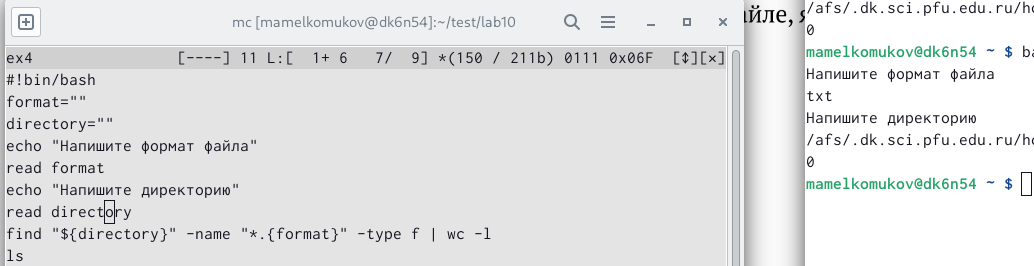 mc [mamelkomukov@dk6n54]:~/test/lab10
ex4 [----] 11 L:[ 1+ 6 7/ 9] *(150 / 211b) 0111 0x06F [↕][×]
#!bin/bash
format=""
directory=""
echo "Напишите формат файла"
read format
echo "Напишите директорию"
read directory
find "${directory}" -name "*.{format}" -type f | wc -l
ls
айле, я
/afs/.dk.sci.pfu.edu.ru/ho
0
mamelkomukov@dk6n54 ~ $ ba
Напишите формат файла
txt
Напишите директорию
/afs/.dk.sci.pfu.edu.ru/ho
0
mamelkomukov@dk6n54 ~ $